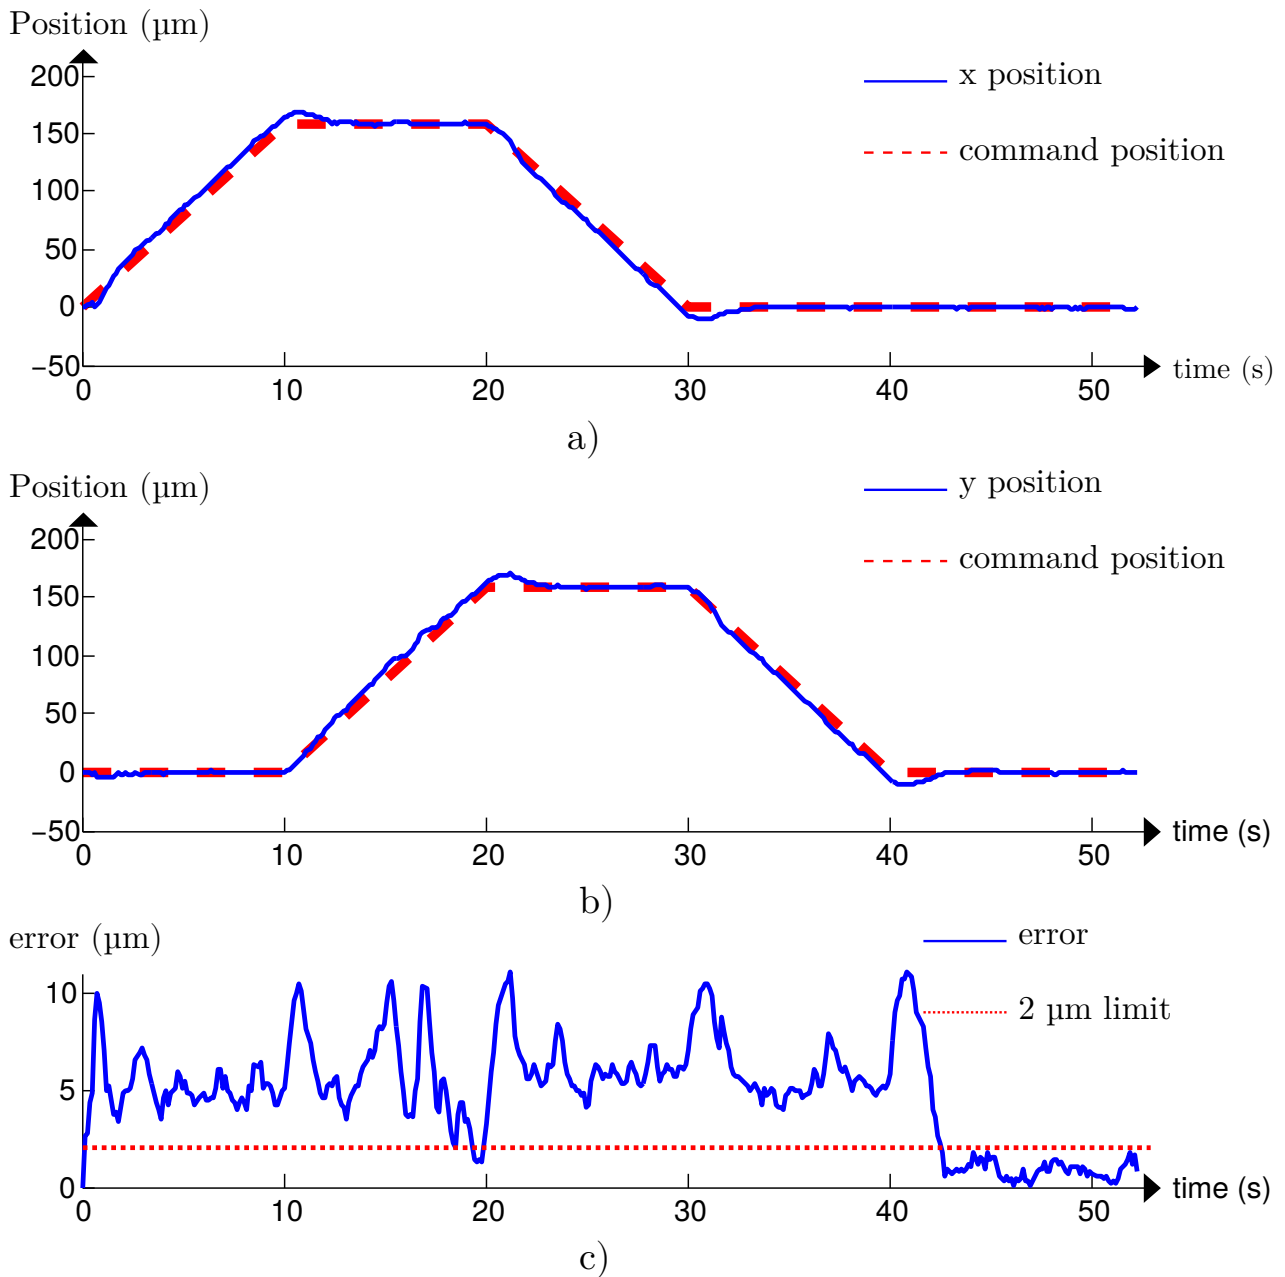 Position (µm)
200
150
100
50
0
−50
0 10 20 30 40 50
time (s)
x position
command position
a)
Position (µm)
200
150
100
50
0
−50
0 10 20 30 40 50
time (s)
y position
command position
b)
error (µm)
10
5
0
0 10 20 30 40 50
time (s)
error
2 µm limit
c)